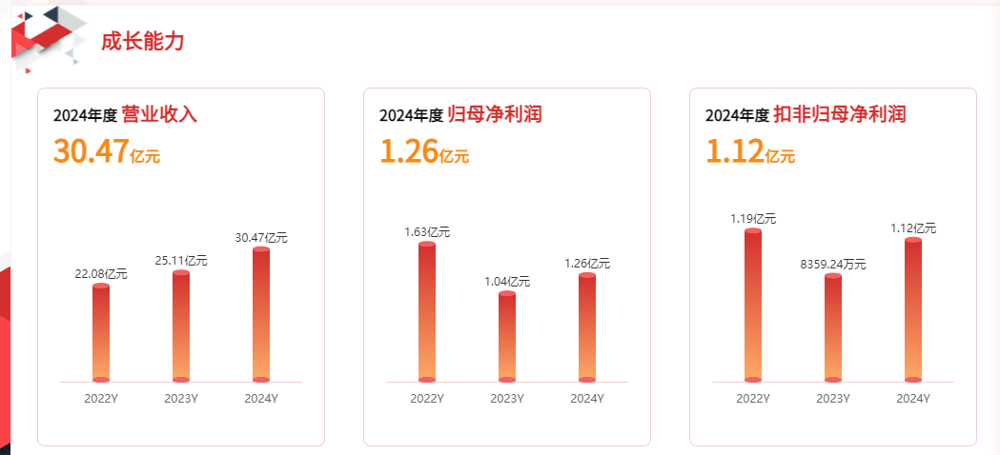 成长能力
2024年度 营业收入
30.47亿元
22.08亿元
25.11亿元
30.47亿元
2022Y
2023Y
2024Y
2024年度 归母净利润
1.26亿元
1.63亿元
1.04亿元
1.26亿元
2022Y
2023Y
2024Y
2024年度 扣非归母净利润
1.12亿元
1.19亿元
8359.24万元
1.12亿元
2022Y
2023Y
2024Y